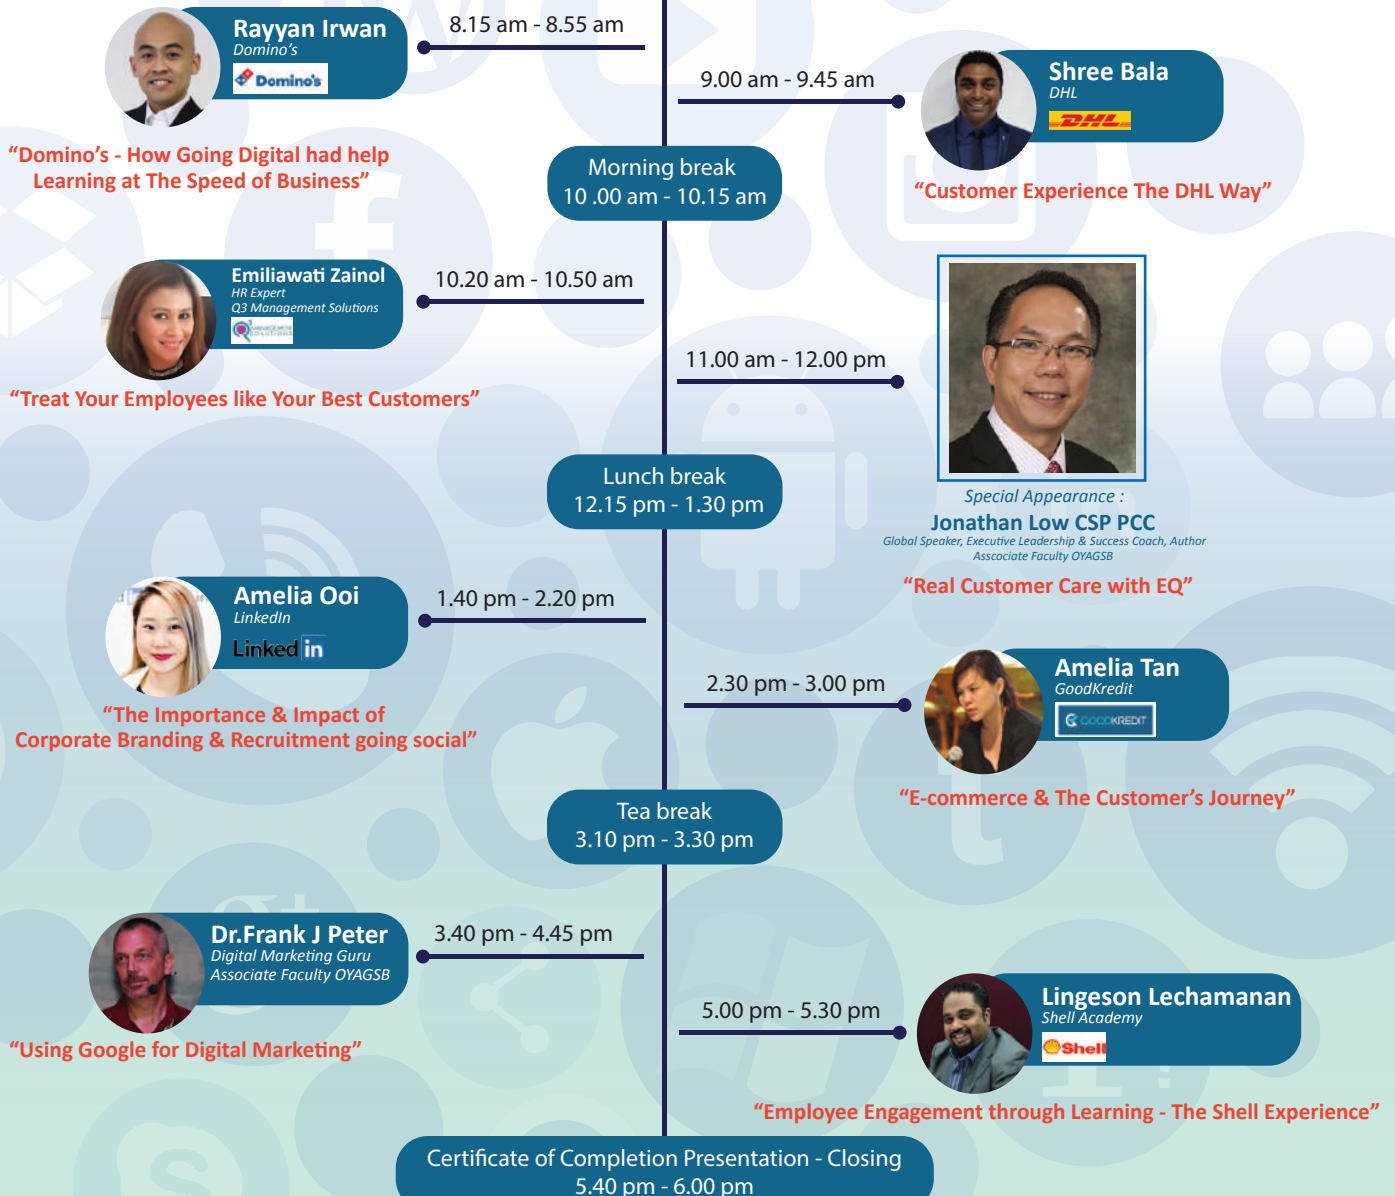 Rayyan Irwan
Domino's
Domino's
8.15 am - 8.55 am
“Domino’s - How Going Digital had help
Learning at The Speed of Business”
9.00 am - 9.45 am
Shree Bala
DHL
DHL
“Customer Experience The DHL Way”
Morning break
10 .00 am - 10.15 am
Emiliawati Zainol
HR Expert
Q3 Management Solutions
MANAGEMENT
SOLUTIONS
10.20 am - 10.50 am
“Treat Your Employees like Your Best Customers”
11.00 am - 12.00 pm
Special Appearance :
Jonathan Low CSP PCC
Global Speaker, Executive Leadership & Success Coach, Author
Asscociate Faculty OYAGSB
“Real Customer Care with EQ”
Lunch break
12.15 pm - 1.30 pm
Amelia Ooi
LinkedIn
Linked in
1.40 pm - 2.20 pm
“The Importance & Impact of
Corporate Branding & Recruitment going social”
2.30 pm - 3.00 pm
Amelia Tan
GoodKredit
GOODKREDIT
“E-commerce & The Customer’s Journey”
Tea break
3.10 pm - 3.30 pm
Dr.Frank J Peter
Digital Marketing Guru
Associate Faculty OYAGSB
3.40 pm - 4.45 pm
“Using Google for Digital Marketing”
5.00 pm - 5.30 pm
Lingeson Lechamanan
Shell Academy
Shell
“Employee Engagement through Learning - The Shell Experience”
Certificate of Completion Presentation - Closing
5.40 pm - 6.00 pm